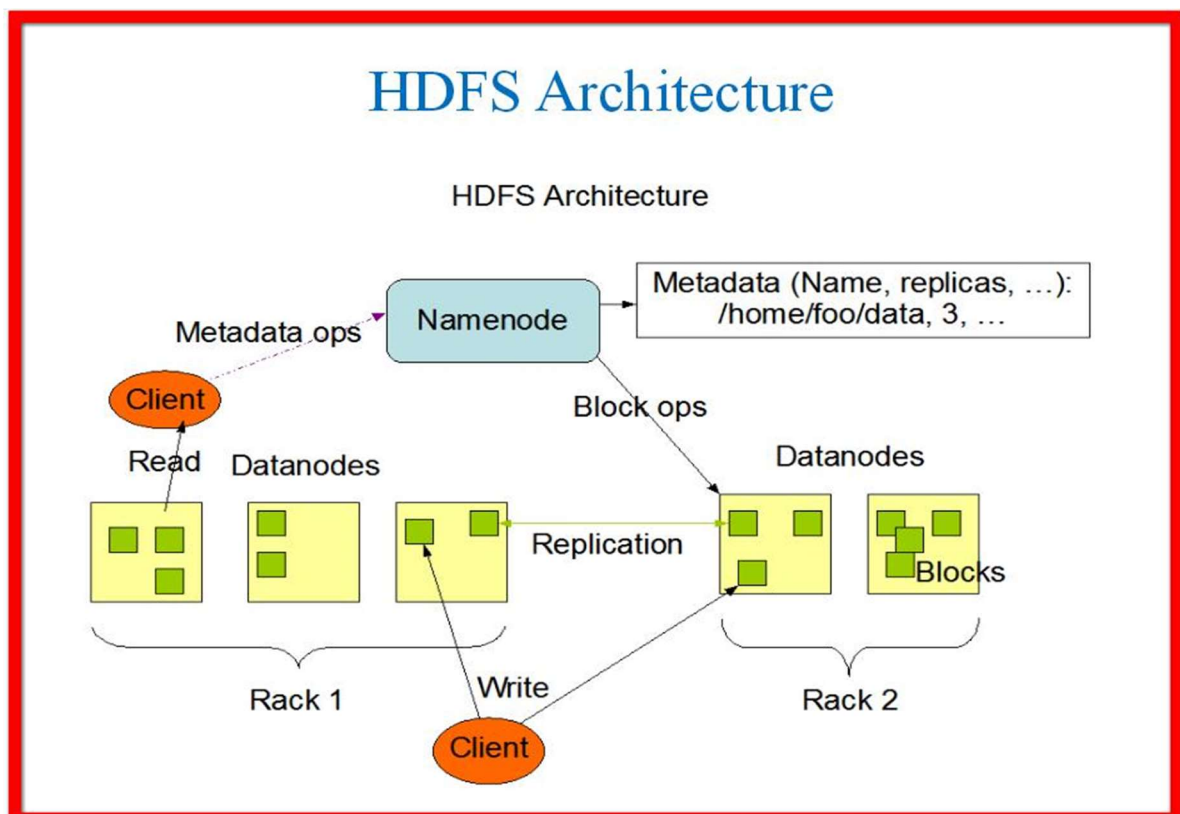 HDFS Architecture
HDFS Architecture
Metadata (Name, replicas, …):
/home/foo/data, 3, …
Namenode
Metadata ops
Client
Block ops
Read
Datanodes
Datanodes
Replication
Blocks
Rack 1
Write
Rack 2
Client